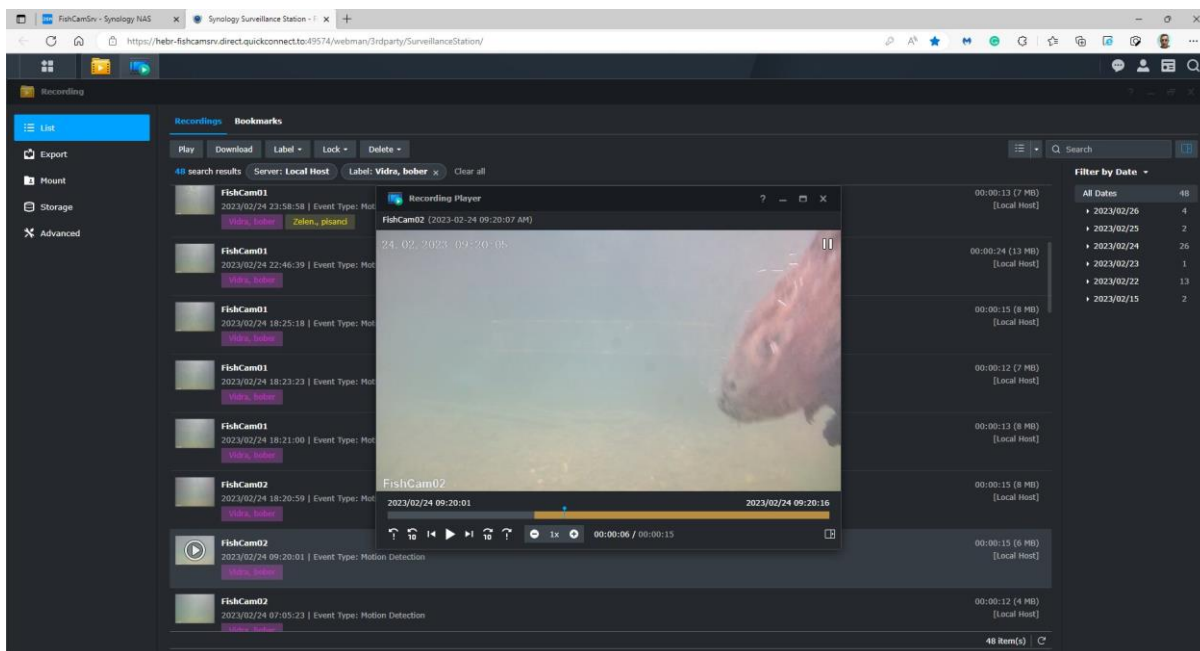 FishCamSrv - Synology NAS
Synology Surveillance Station -
https://hebr-fishcamsrv.direct.quickconnect.to:49574/webman/3rdparty/SurveillanceStation/
Recording
List
Export
Mount
Storage
Advanced
Recordings Bookmarks
Play Download Label Lock Delete
Search
48 search results Server: Local Host Label: Vidra, bober x Clear all
FishCam01
2023/02/24 23:58:58 | Event Type: Mot
Vidra, bober Zelen., pisanci
00:00:13 (7 MB)
[Local Host]
FishCam01
2023/02/24 22:46:39 | Event Type: Mot
Vidra, bober
00:00:24 (13 MB)
[Local Host]
FishCam01
2023/02/24 18:25:18 | Event Type: Mot
Vidra, bober
00:00:15 (8 MB)
[Local Host]
FishCam01
2023/02/24 18:23:23 | Event Type: Mot
Vidra, bober
00:00:12 (7 MB)
[Local Host]
FishCam01
2023/02/24 18:21:00 | Event Type: Mot
Vidra, bober
00:00:13 (8 MB)
[Local Host]
FishCam02
2023/02/24 18:20:59 | Event Type: Mot
Vidra, bober
00:00:15 (8 MB)
[Local Host]
FishCam02
2023/02/24 09:20:01 | Event Type: Motion Detection
Vidra, bober
00:00:15 (6 MB)
[Local Host]
FishCam02
2023/02/24 07:05:23 | Event Type: Motion Detection
Vidra, bober
00:00:12 (4 MB)
[Local Host]
48 item(s)
Recording Player
FishCam02 (2023-02-24 09:20:07 AM)
24.02.2023 09:20:05
FishCam02
2023/02/24 09:20:01 2023/02/24 09:20:16
10 10 1x 00:00:06 / 00:00:15
Filter by Date
All Dates 48
2023/02/26 4
2023/02/25 2
2023/02/24 26
2023/02/23 1
2023/02/22 13
2023/02/15 2